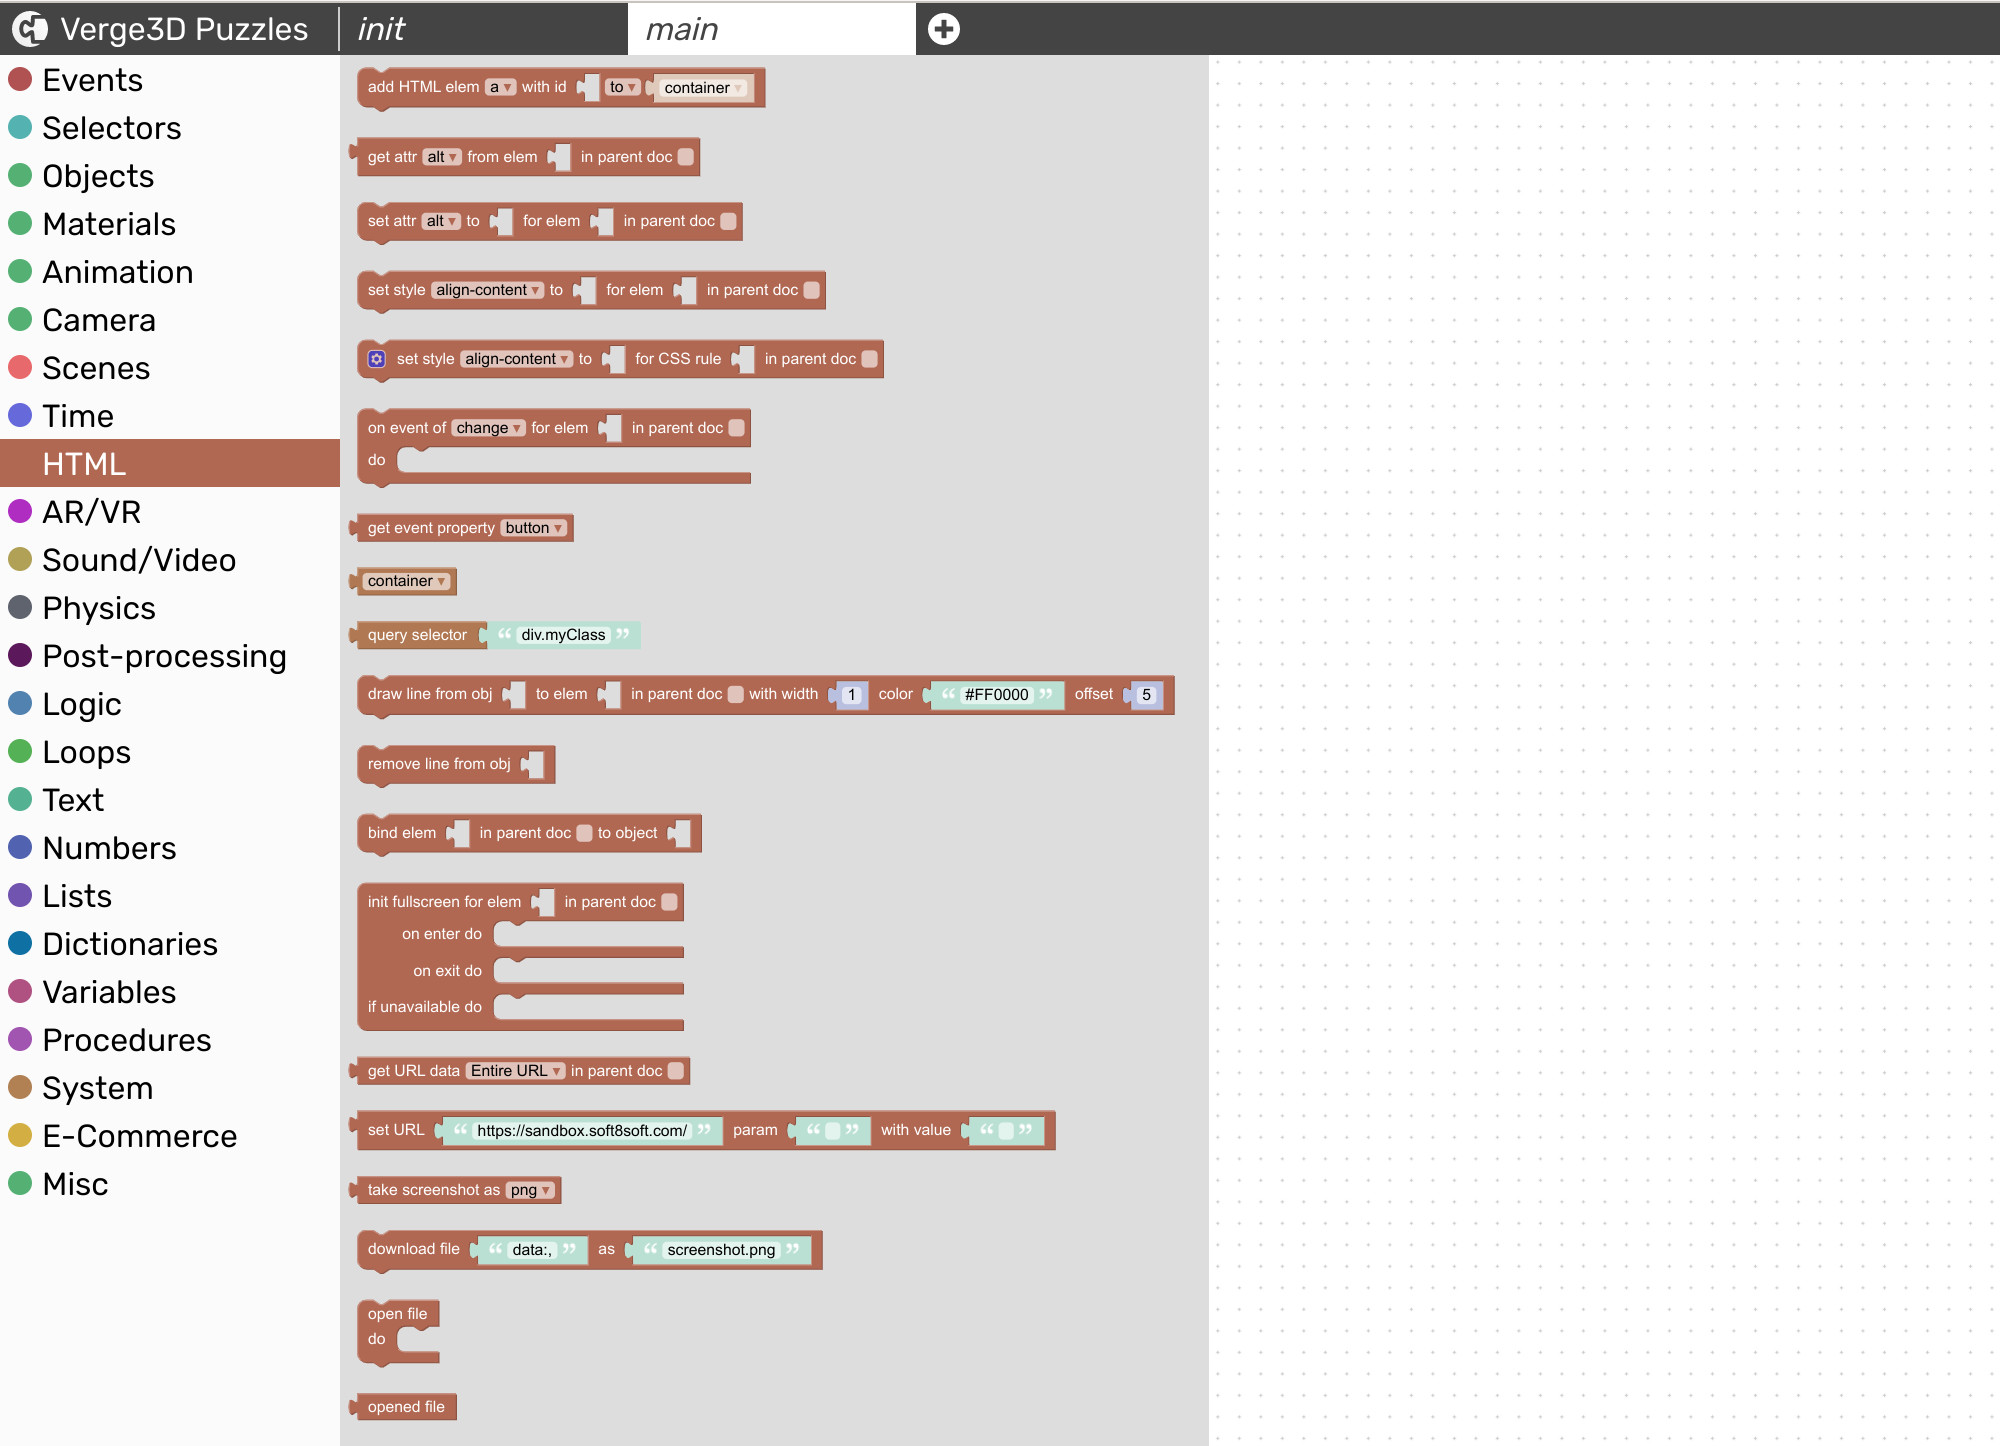 Verge3D Puzzles init main
Events
Selectors
Objects
Materials
Animation
Camera
Scenes
Time
HTML
AR/VR
Sound/Video
Physics
Post-processing
Logic
Loops
Text
Numbers
Lists
Dictionaries
Variables
Procedures
System
E-Commerce
Misc
add HTML elem a ▾ with id to ▾ container ▾
get attr alt ▾ from elem in parent doc
set attr alt ▾ to for elem in parent doc
set style align-content ▾ to for elem in parent doc
set style align-content ▾ to for CSS rule in parent doc
on event of change ▾ for elem in parent doc
do
get event property button ▾
container ▾
query selector “ div.myClass ”
draw line from obj to elem in parent doc with width 1 color “ #FF0000 ” offset 5
remove line from obj
bind elem in parent doc to object
init fullscreen for elem in parent doc
on enter do
on exit do
if unavailable do
get URL data Entire URL ▾ in parent doc
set URL “ https://sandbox.soft8soft.com/ ” param “ ” with value “ ”
take screenshot as png ▾
download file “ data:, ” as “ screenshot.png ”
open file
do
opened file